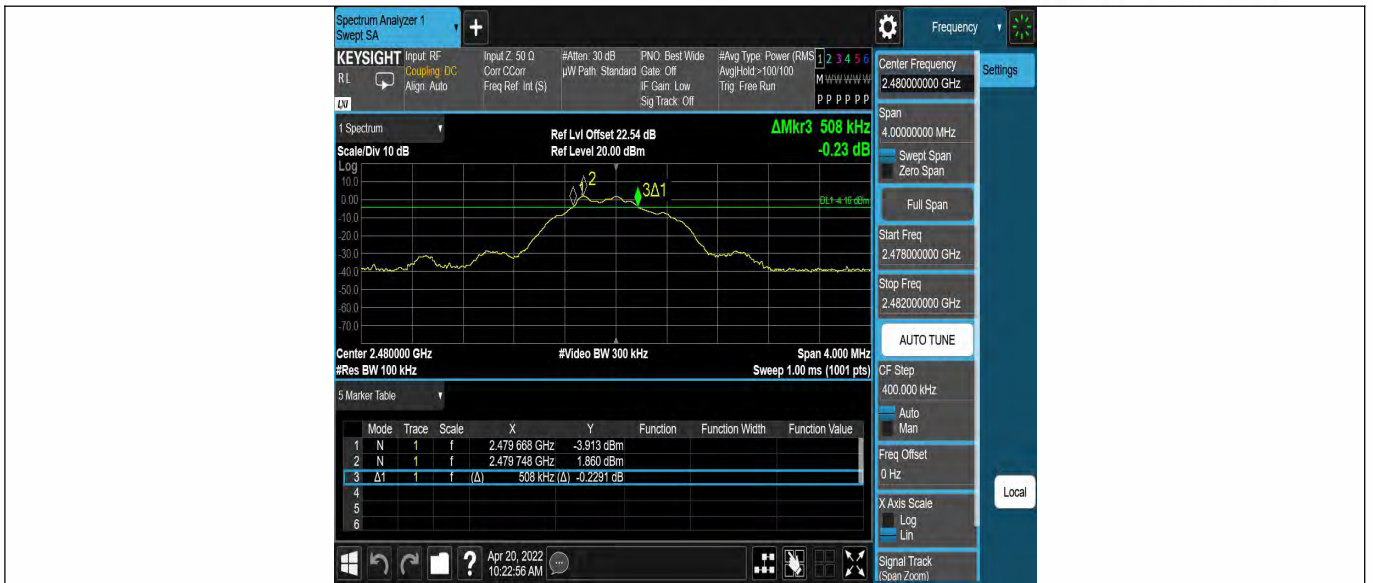 Spectrum Analyzer 1
Swept SA
+
Frequency
KEYSIGHT
R L
LXI
Input: RF
Coupling: DC
Align: Auto
Input Z: 50 Ω
Corr CCorr
Freq Ref: Int (S)
#Atten: 30 dB
µW Path: Standard
PNO: Best Wide
Gate: Off
IF Gain: Low
Sig Track: Off
#Avg Type: Power (RMS
Avg|Hold:>100/100
Trig: Free Run
1 2 3 4 5 6
M W W W W W
P P P P P P
1 Spectrum
Scale/Div 10 dB
Ref Lvl Offset 22.54 dB
Ref Level 20.00 dBm
ΔMkr3 508 kHz
-0.23 dB
Log
10.0
0.00
-10.0
-20.0
-30.0
-40.0
-50.0
-60.0
-70.0
1
2
3Δ1
DL1 -4.16 dBm
Center 2.480000 GHz
#Video BW 300 kHz
Span 4.000 MHz
#Res BW 100 kHz
Sweep 1.00 ms (1001 pts)
5 Marker Table
Mode Trace Scale X Y Function Function Width Function Value
1 N 1 f 2.479 668 GHz -3.913 dBm
2 N 1 f 2.479 748 GHz 1.860 dBm
3 Δ1 1 f (Δ) 508 kHz (Δ) -0.2291 dB
4
5
6
?
Apr 20, 2022
10:22:56 AM
Center Frequency
2.480000000 GHz
Settings
Span
4.00000000 MHz
Swept Span
Zero Span
Full Span
Start Freq
2.478000000 GHz
Stop Freq
2.482000000 GHz
AUTO TUNE
CF Step
400.000 kHz
Auto
Man
Freq Offset
0 Hz
X Axis Scale
Log
Lin
Local
Signal Track
(Span Zoom)